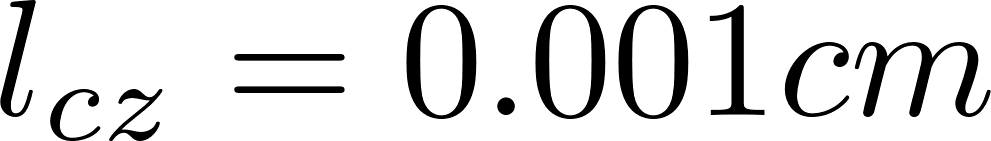 l_{cz} = 0.001cm